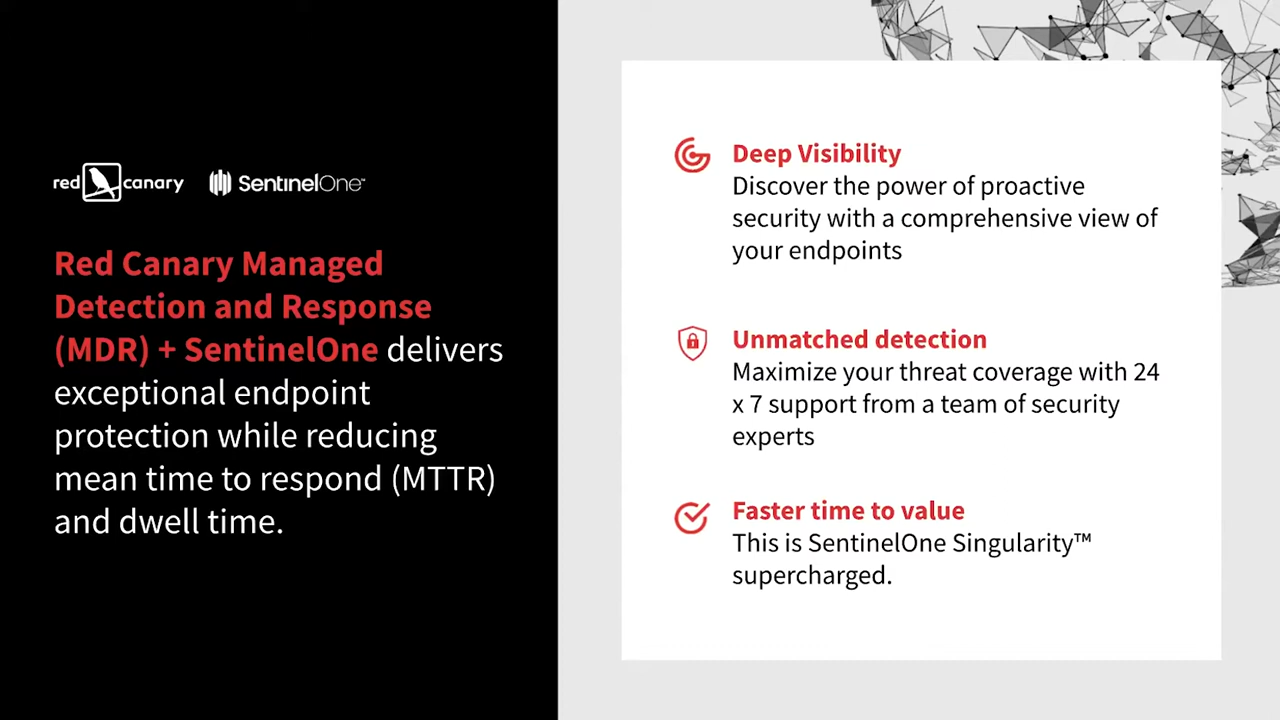 red canary SentinelOne™
Red Canary Managed
Detection and Response
(MDR) + SentinelOne delivers
exceptional endpoint
protection while reducing
mean time to respond (MTTR)
and dwell time.
Deep Visibility
Discover the power of proactive
security with a comprehensive view of
your endpoints
Unmatched detection
Maximize your threat coverage with 24
x 7 support from a team of security
experts
Faster time to value
This is SentinelOne Singularity™
supercharged.